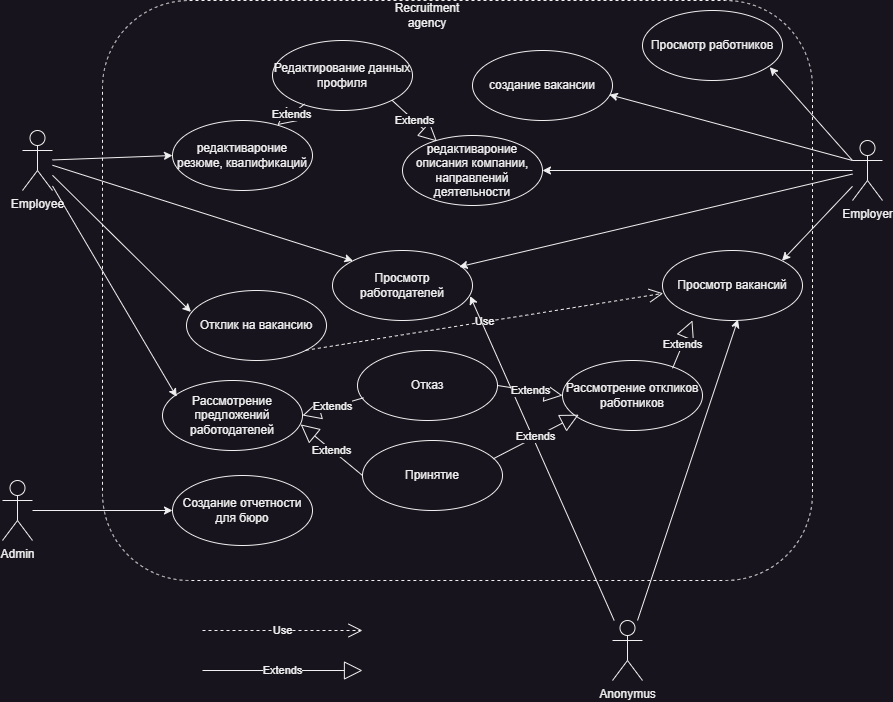 Recruitment
agency
Просмотр работников
Редактирование данных
профиля
создание вакансии
Extends
Extends
редактивароние
резюме, квалификаций
редактивароние
описания компании,
направлений
деятельности
Employee
Employer
Просмотр
работодателей
Просмотр вакансий
Отклик на вакансию
Use
Extends
Рассмотрение
предложений
работодателей
Отказ
Extends
Extends
Рассмотрение откликов
работников
Extends
Extends
Принятие
Создание отчетности
для бюро
Admin
Use
Extends
Anonymus